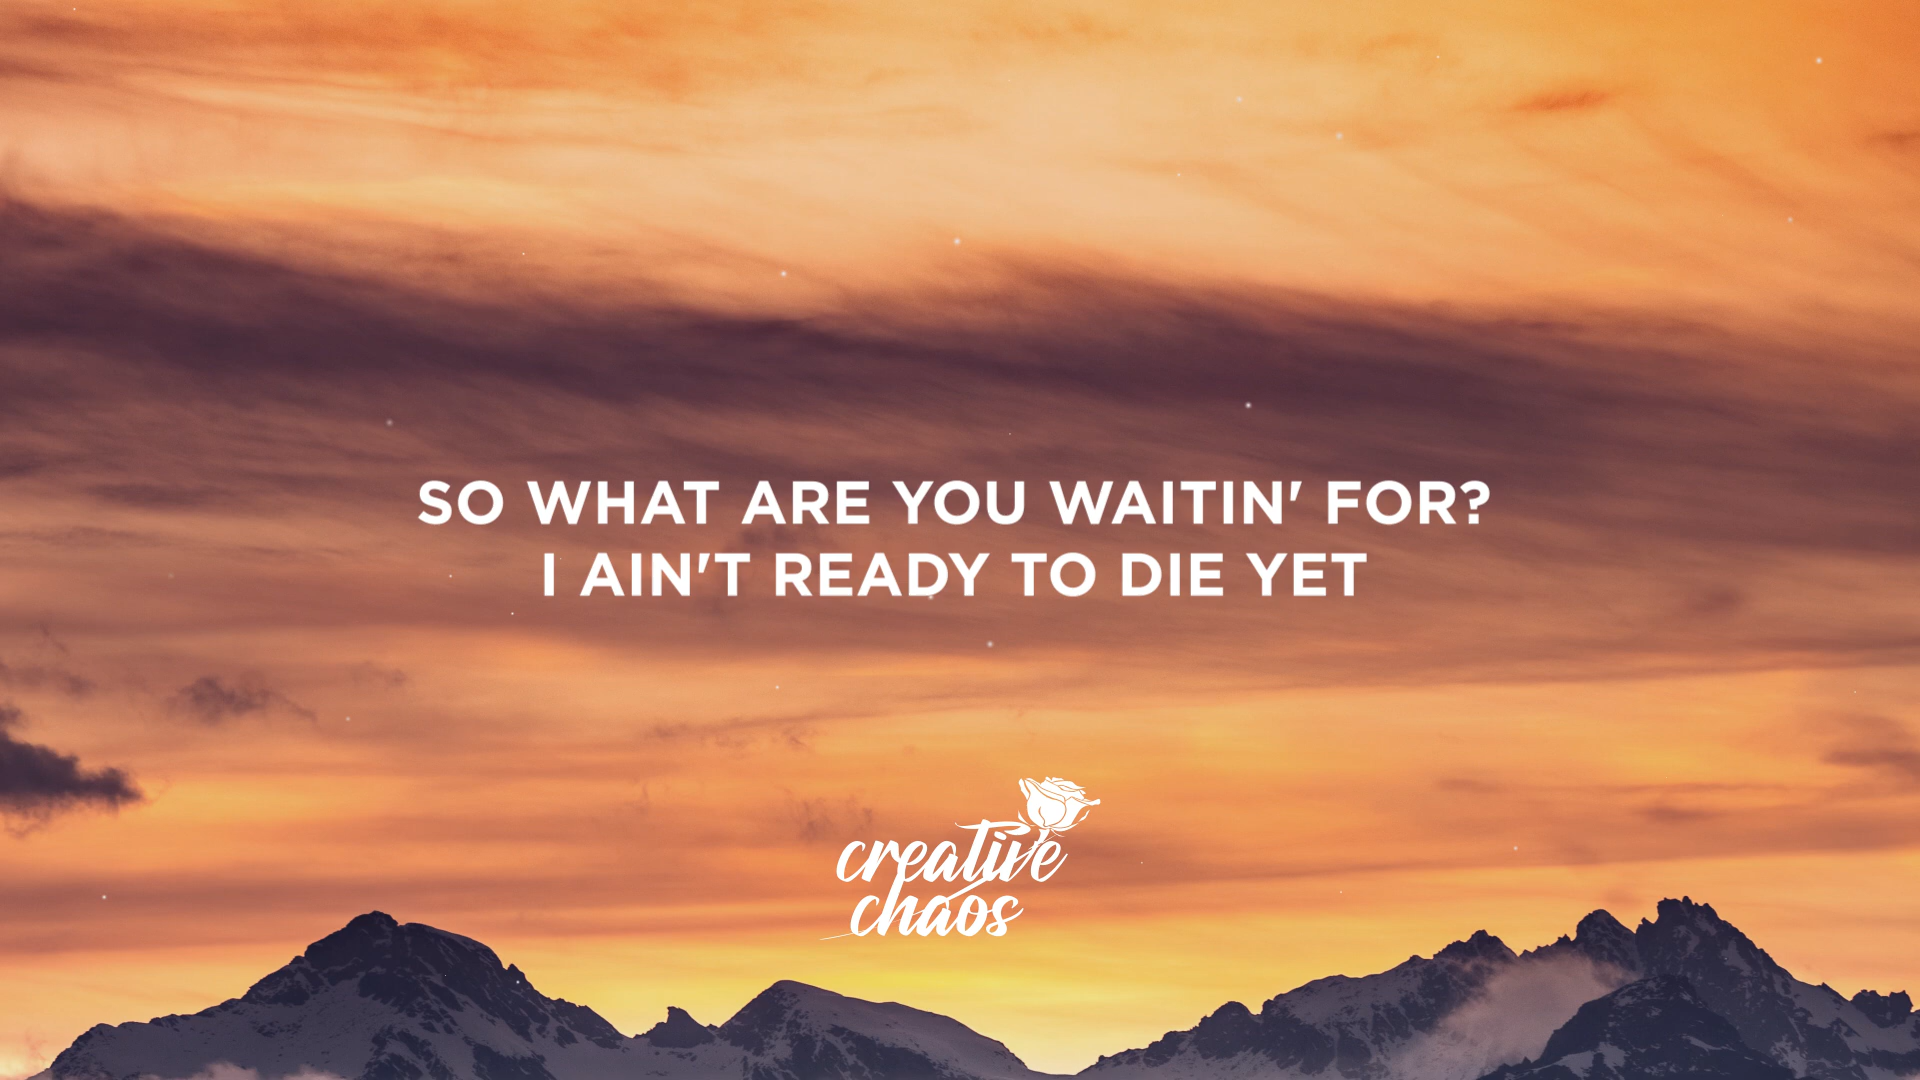 SO WHAT ARE YOU WAITIN' FOR?
I AIN'T READY TO DIE YET
creative
chaos